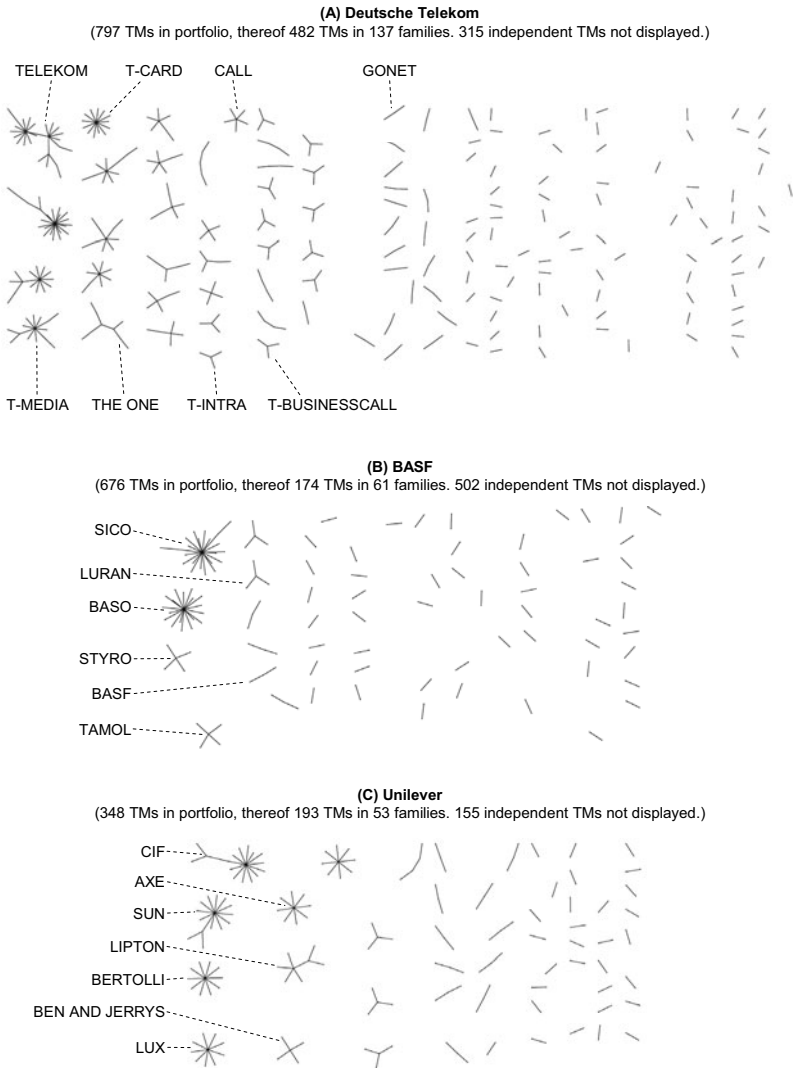 (A) Deutsche Telekom
(797 TMs in portfolio, thereof 482 TMs in 137 families. 315 independent TMs not displayed.)
TELEKOM T-CARD CALL GONET
T-MEDIA THE ONE T-INTRA T-BUSINESSCALL
(B) BASF
(676 TMs in portfolio, thereof 174 TMs in 61 families. 502 independent TMs not displayed.)
SICO
LURAN
BASO
STYRO
BASF
TAMOL
(C) Unilever
(348 TMs in portfolio, thereof 193 TMs in 53 families. 155 independent TMs not displayed.)
CIF
AXE
SUN
LIPTON
BERTOLLI
BEN AND JERRYS
LUX